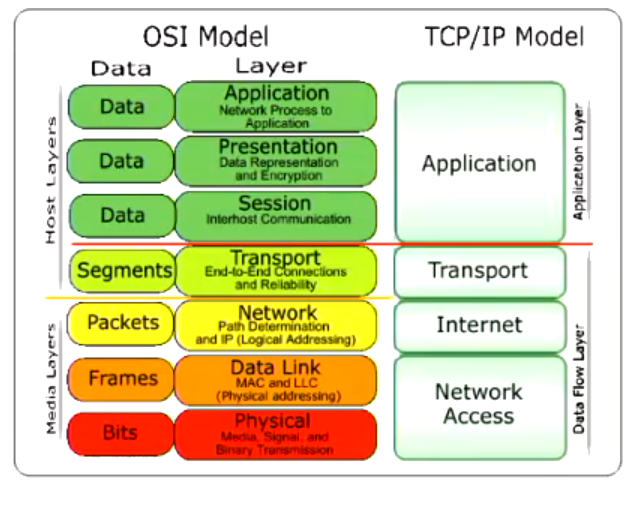 OSI Model
TCP/IP Model
Data
Layer
Host Layers
Data
Application
Network Process to
Application
Data
Presentation
Data Representation
and Encryption
Data
Session
Interhost Communication
Application
Application Layer
Segments
Transport
End-to-End Connections
and Reliability
Transport
Media Layers
Packets
Network
Path Determination
and IP (Logical Addressing)
Internet
Frames
Data Link
MAC and LLC
(Physical addressing)
Bits
Physical
Media, Signal, and
Binary Transmission
Network
Access
Data Flow Layer